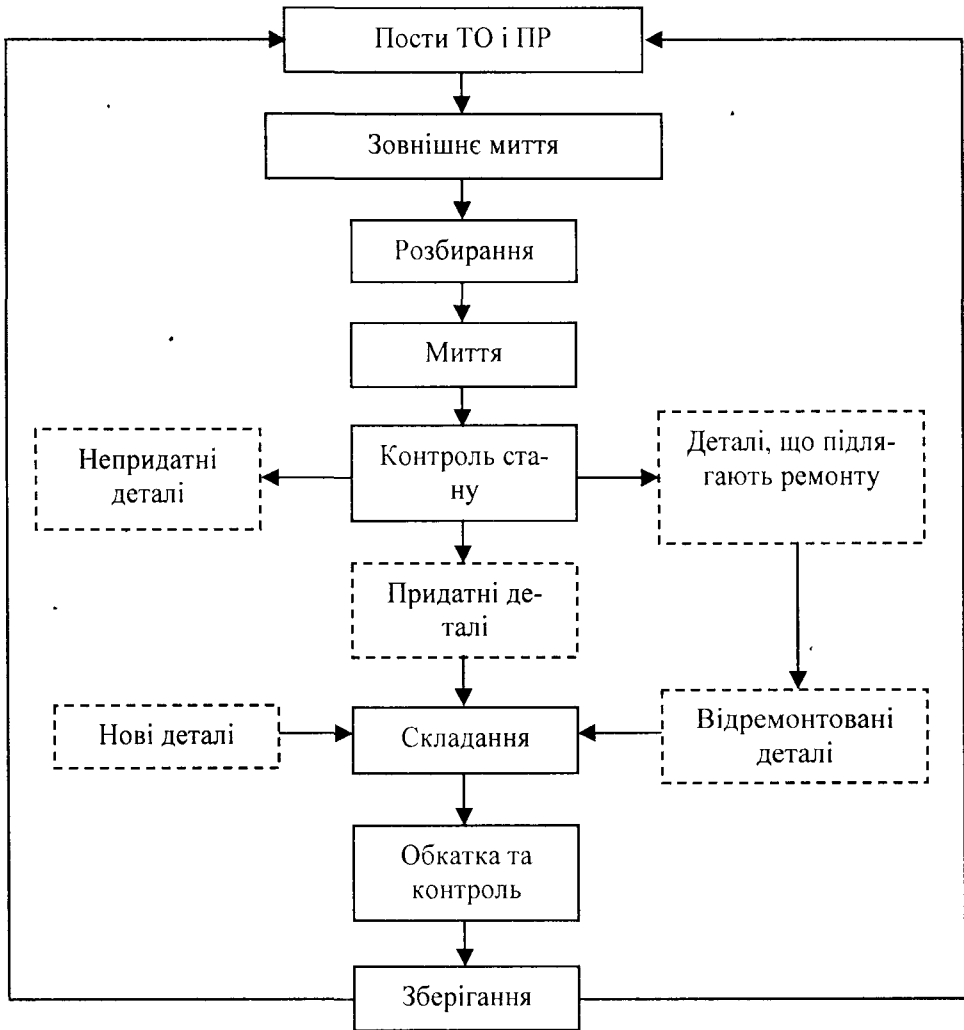 Пости ТО і ПР
Зовнішнє миття
Розбирання
Миття
Непридатні
деталі
Контроль ста-
ну
Деталі, що підля-
гають ремонту
Придатні де-
талі
Нові деталі
Складання
Відремонтовані
деталі
Обкатка та
контроль
Зберігання